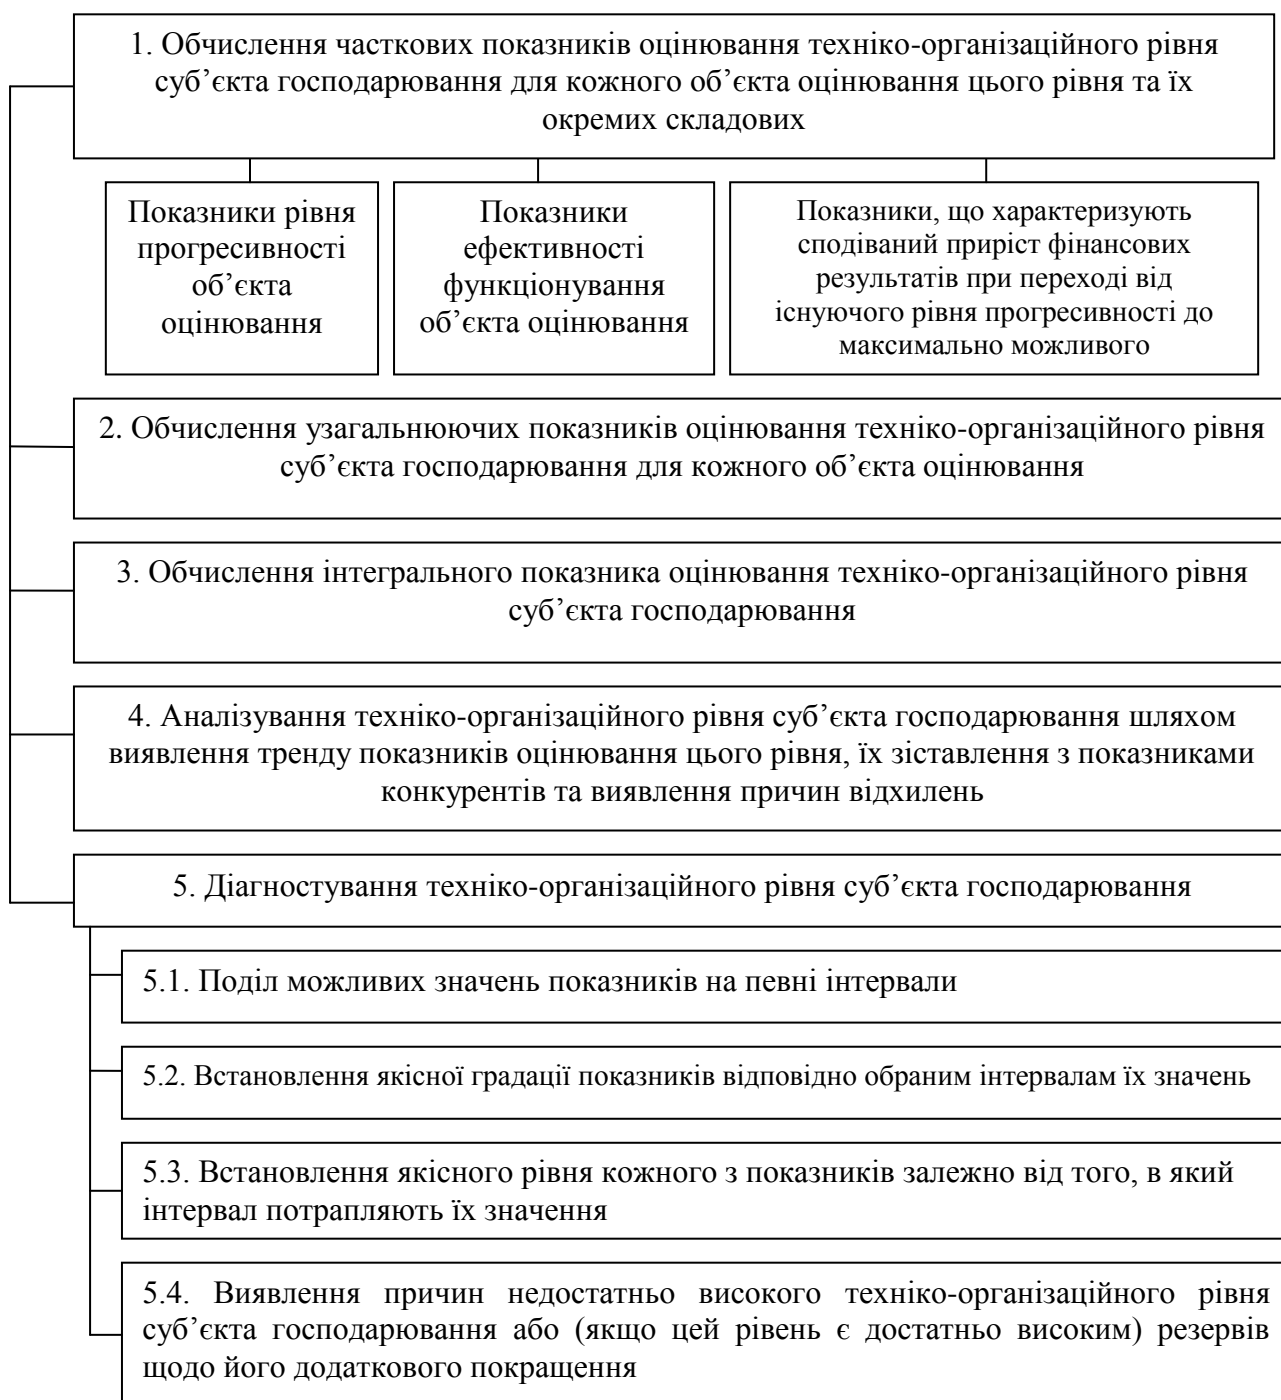 1. Обчислення часткових показників оцінювання техніко-організаційного рівня
суб’єкта господарювання для кожного об’єкта оцінювання цього рівня та їх
окремих складових
Показники рівня
прогресивності
об’єкта
оцінювання
Показники
ефективності
функціонування
об’єкта оцінювання
Показники, що характеризують
сподіваний приріст фінансових
результатів при переході від
існуючого рівня прогресивності до
максимально можливого
2. Обчислення узагальнюючих показників оцінювання техніко-організаційного рівня
суб’єкта господарювання для кожного об’єкта оцінювання
3. Обчислення інтегрального показника оцінювання техніко-організаційного рівня
суб’єкта господарювання
4. Аналізування техніко-організаційного рівня суб’єкта господарювання шляхом
виявлення тренду показників оцінювання цього рівня, їх зіставлення з показниками
конкурентів та виявлення причин відхилень
5. Діагностування техніко-організаційного рівня суб’єкта господарювання
5.1. Поділ можливих значень показників на певні інтервали
5.2. Встановлення якісної градації показників відповідно обраним інтервалам їх значень
5.3. Встановлення якісного рівня кожного з показників залежно від того, в який
інтервал потрапляють їх значення
5.4. Виявлення причин недостатньо високого техніко-організаційного рівня
суб’єкта господарювання або (якщо цей рівень є достатньо високим) резервів
щодо його додаткового покращення